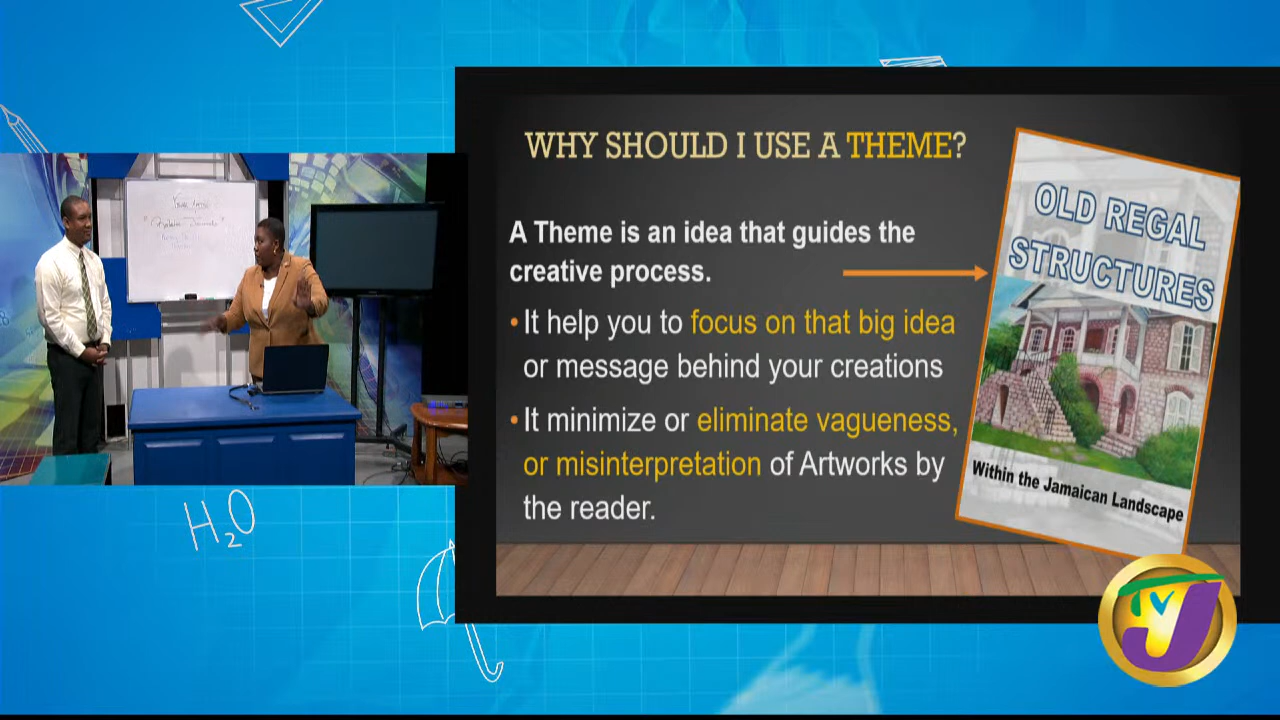 WHY SHOULD I USE A THEME?
A Theme is an idea that guides the
creative process.
•It help you to focus on that big idea
or message behind your creations
•It minimize or eliminate vagueness,
or misinterpretation of Artworks by
the reader.
OLD REGAL
STRUCTURES
Within the Jamaican Landscape
H₂O
TVJ